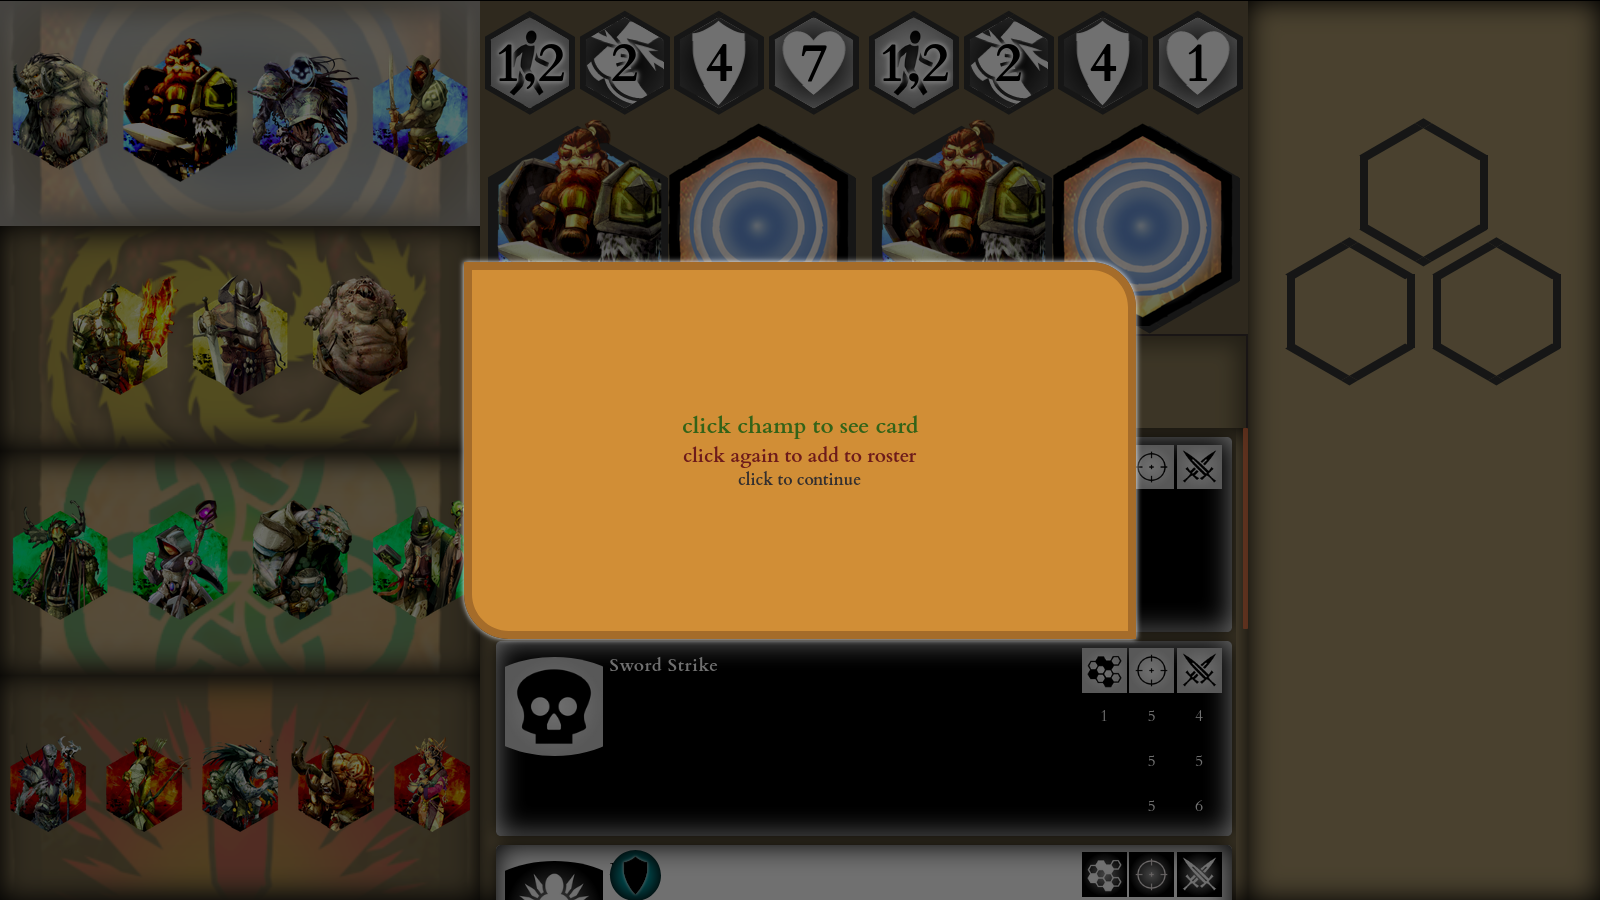 1,2 2 4 7 1,2 2 4 1
click champ to see card
click again to add to roster
click to continue
Sword Strike
1 5 4
5 5
5 6